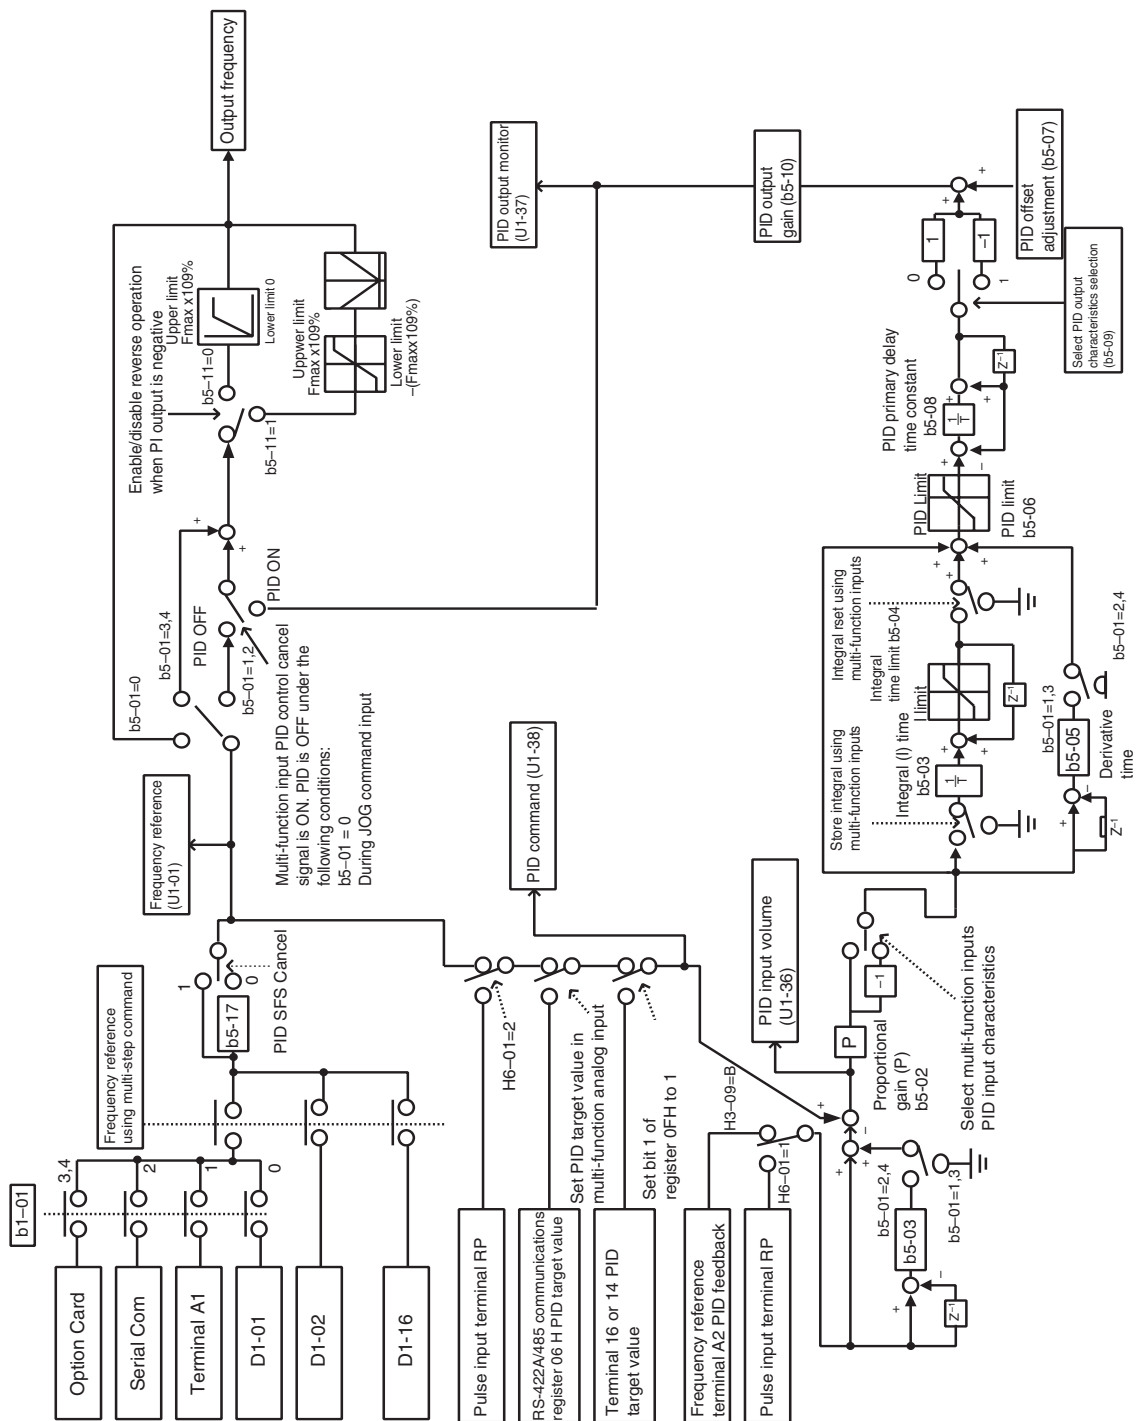 b1–01
Option Card
Serial Com
Terminal A1
D1-01
D1-02
D1-16
3,4
2
1
0
Frequency reference
using multi-step command
b5-17
1
0
PID SFS Cancel
Frequency reference
(U1-01)
b5–01=0
b5–01=3,4
PID OFF
b5–01=1,2
PID ON
Multi-function input PID control cancel
signal is ON. PID is OFF under the
following conditions:
b5–01 = 0
During JOG command input
+
+
Enable/disable reverse operation
when PI output is negative
b5–11=0
b5–11=1
Upper limit
Fmax x109%
Lower limit 0
Uppwer limit
Fmax x109%
Lower limit
–(Fmaxx109%)
Output frequency
Pulse input terminal RP
RS-422A/485 communications
register 06 H PID target value
Terminal 16 or 14 PID
target value
Frequency reference
terminal A2 PID feedback
Pulse input terminal RP
H6–01=2
Set PID target value in
multi-function analog input
Set bit 1 of
register 0FH to 1
H3–09=B
H6–01=1
PID command (U1-38)
PID input volume
(U1-36)
PID output monitor
(U1-37)
PID output
gain (b5-10)
Z–1
+
–
b5-03
b5–01=2,4
b5–01=1,3
+
+
–
+
P
Proportional
gain (P)
b5-02
–1
Select multi-function inputs
PID input characteristics
Store integral using
multi-function inputs
Integral (I) time
b5-03
1
T
+
+
I limit
Integral
time limit b5-04
Z–1
Integral rset using
multi-function inputs
+
–
Z–1
b5-05
Derivative
time
b5–01=1,3
b5–01=2,4
+
+
+
PID Limit
PID limit
b5-06
+
–
1
T
PID primary delay
time constant
b5-08
+
+
Z–1
0
1
1
–1
Select PID output
characteristics selection
(b5-09)
PID offset
adjustment (b5-07)
+
+